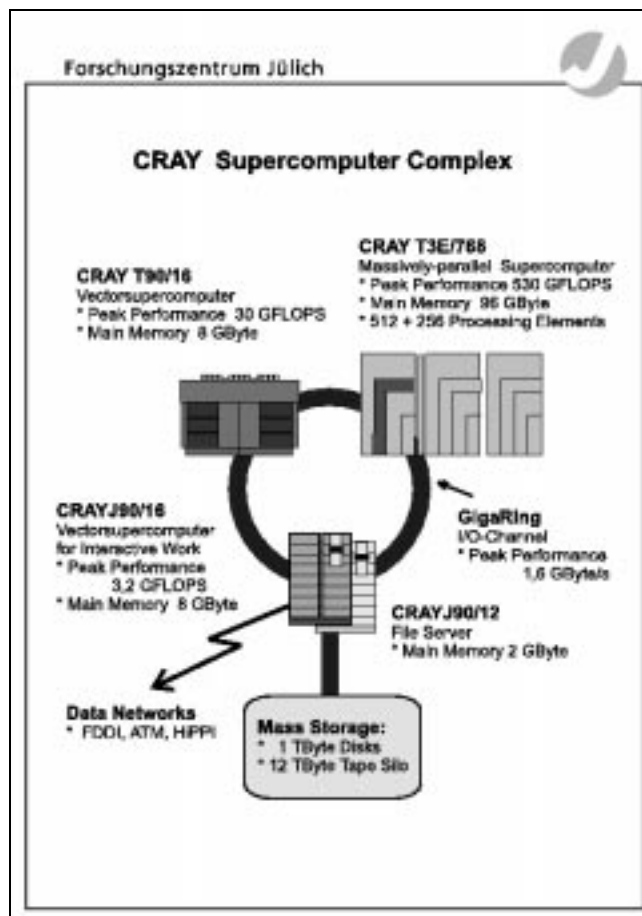 Forschungszentrum Jülich
CRAY Supercomputer Complex
CRAY T3E/768
Massively-parallel Supercomputer
* Peak Performance 530 GFLOPS
* Main Memory 96 GByte
* 512 + 256 Processing Elements
CRAY T90/16
Vectorsupercomputer
* Peak Performance 30 GFLOPS
* Main Memory 8 GByte
CRAYJ90/16
Vectorsupercomputer
for Interactive Work
* Peak Performance
3,2 GFLOPS
* Main Memory 8 GByte
GigaRing
I/O-Channel
* Peak Performance
1,6 GByte/s
CRAYJ90/12
File Server
* Main Memory 2 GByte
Data Networks
* FDDI, ATM, HiPPI
Mass Storage:
* 1 TByte Disks
* 12 TByte Tape Silo